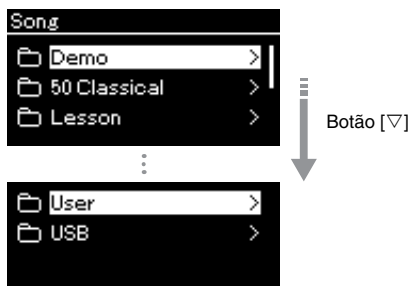 Song
Demo >
50 Classical >
Lesson >
Botão [▽]
User >
USB >